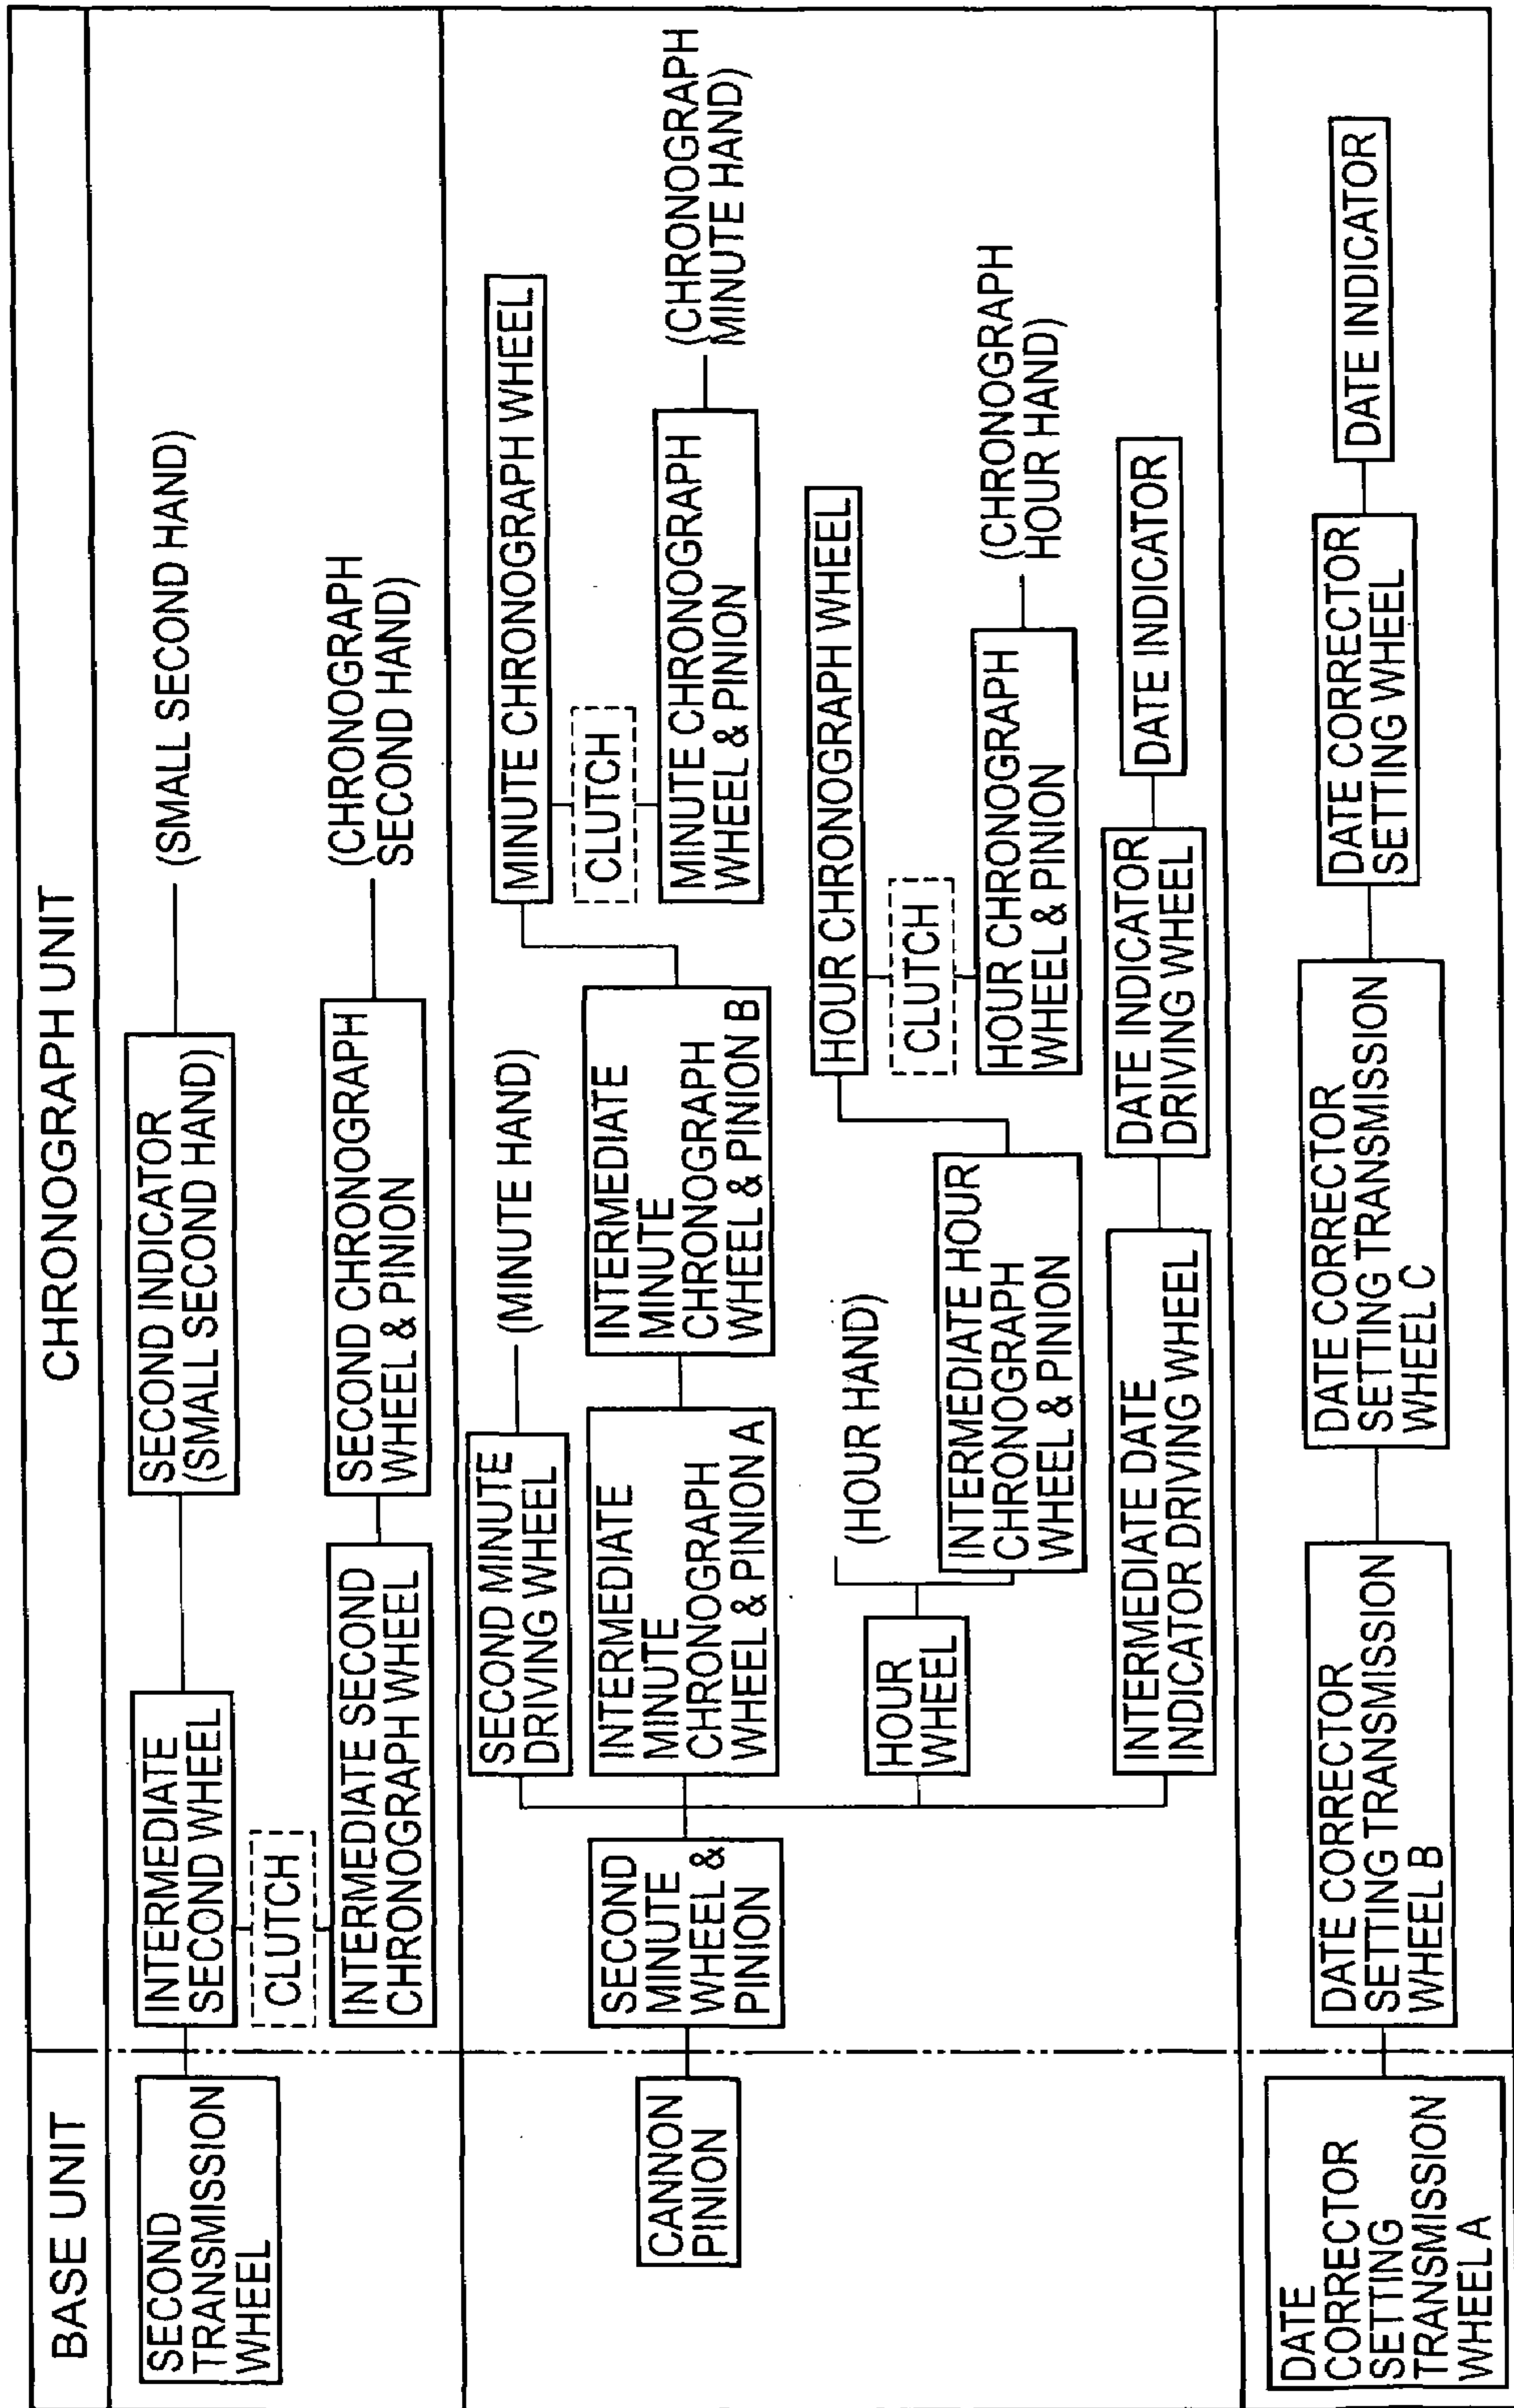 BASE UNIT
CHRONOGRAPH UNIT
SECOND
TRANSMISSION
WHEEL
INTERMEDIATE
SECOND WHEEL
SECOND INDICATOR
(SMALL SECOND HAND)
(SMALL SECOND HAND)
CLUTCH
INTERMEDIATE SECOND
CHRONOGRAPH WHEEL
SECOND CHRONOGRAPH
WHEEL & PINION
(CHRONOGRAPH
SECOND HAND)
CANNON
PINION
SECOND
MINUTE
WHEEL &
PINION
SECOND MINUTE
DRIVING WHEEL
(MINUTE HAND)
INTERMEDIATE
MINUTE
CHRONOGRAPH
WHEEL & PINION A
INTERMEDIATE
MINUTE
CHRONOGRAPH
WHEEL & PINION B
MINUTE CHRONOGRAPH WHEEL
CLUTCH
MINUTE CHRONOGRAPH
WHEEL & PINION
(CHRONOGRAPH
MINUTE HAND)
HOUR
WHEEL
(HOUR HAND)
INTERMEDIATE HOUR
CHRONOGRAPH
WHEEL & PINION
HOUR CHRONOGRAPH WHEEL
CLUTCH
HOUR CHRONOGRAPH
WHEEL & PINION
(CHRONOGRAPH
HOUR HAND)
INTERMEDIATE DATE
INDICATOR DRIVING WHEEL
DATE INDICATOR
DRIVING WHEEL
DATE INDICATOR
DATE
CORRECTOR
SETTING
TRANSMISSION
WHEEL A
DATE CORRECTOR
SETTING TRANSMISSION
WHEEL B
DATE CORRECTOR
SETTING TRANSMISSION
WHEEL C
DATE CORRECTOR
SETTING WHEEL
DATE INDICATOR